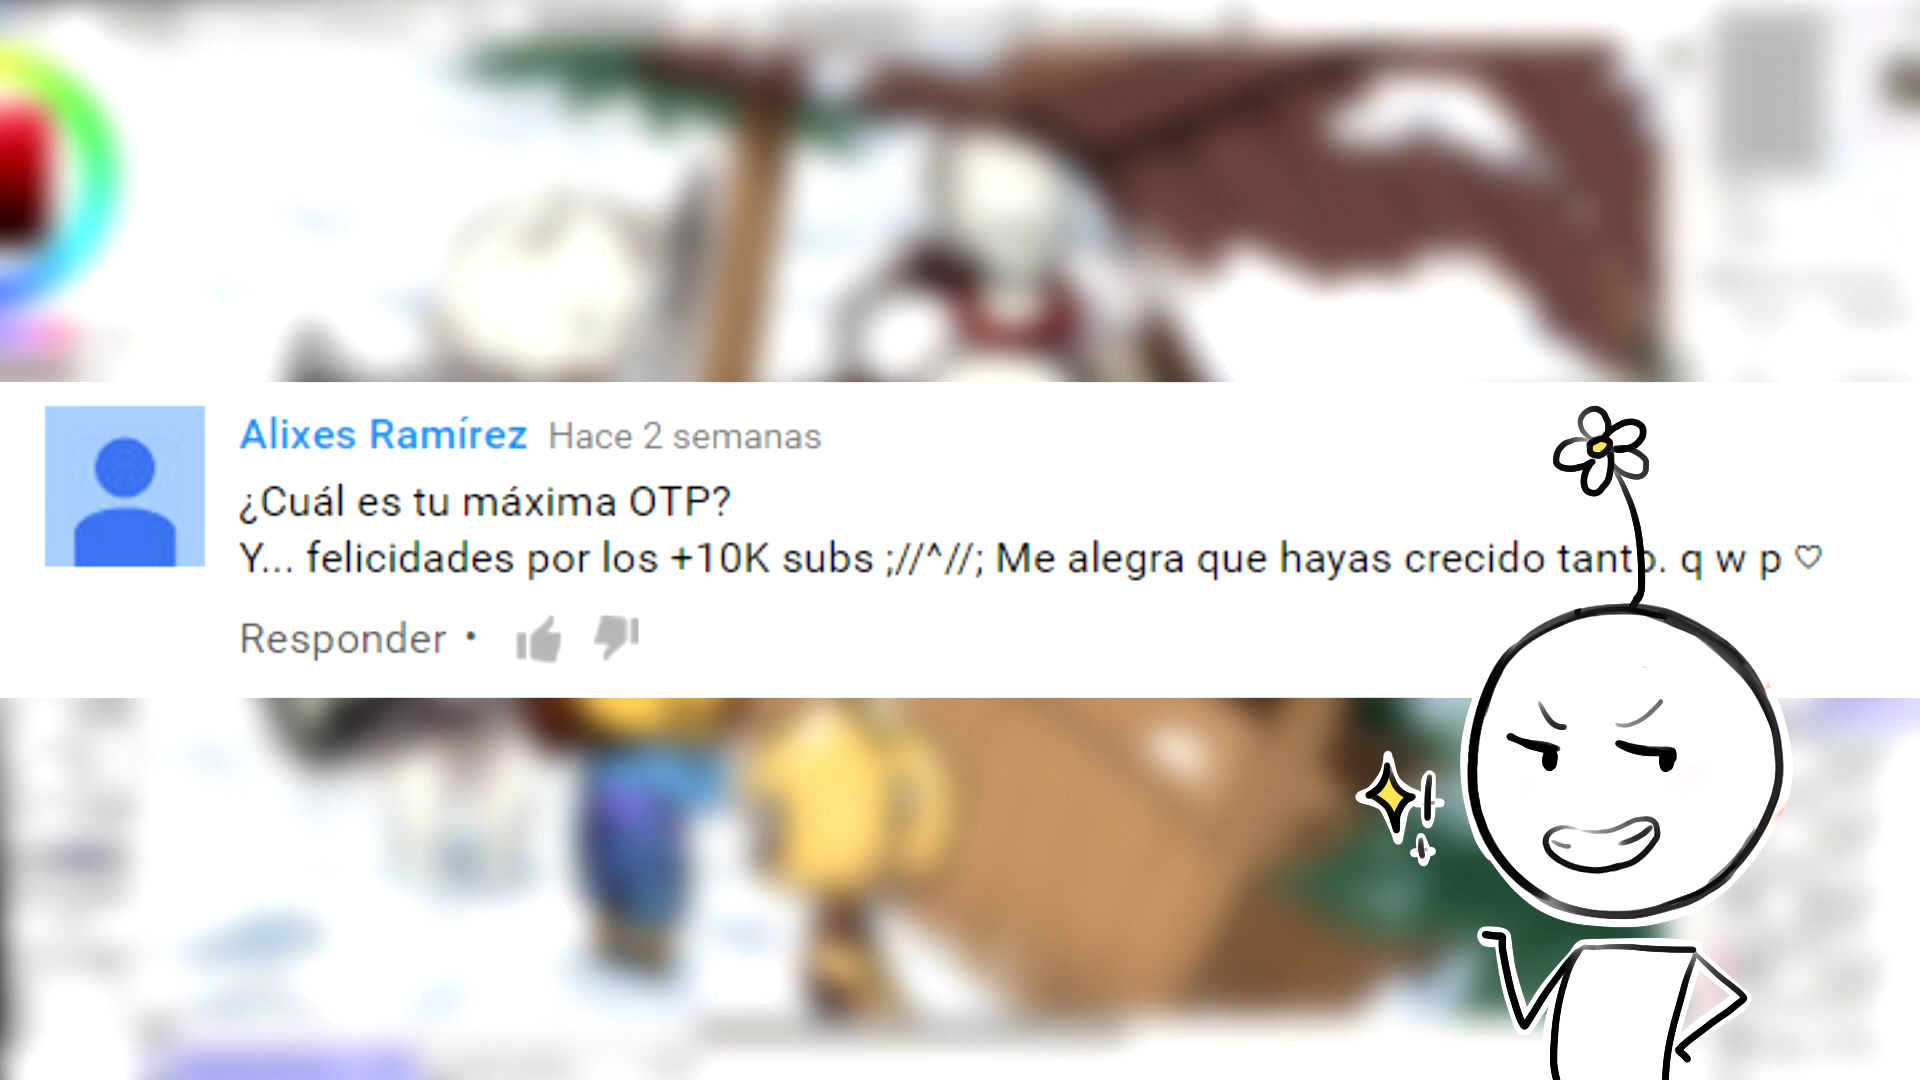 Alixes Ramírez Hace 2 semanas
¿Cuál es tu máxima OTP?
Y... felicidades por los +10K subs ;//^//; Me alegra que hayas crecido tanto. q w p ♡
Responder •